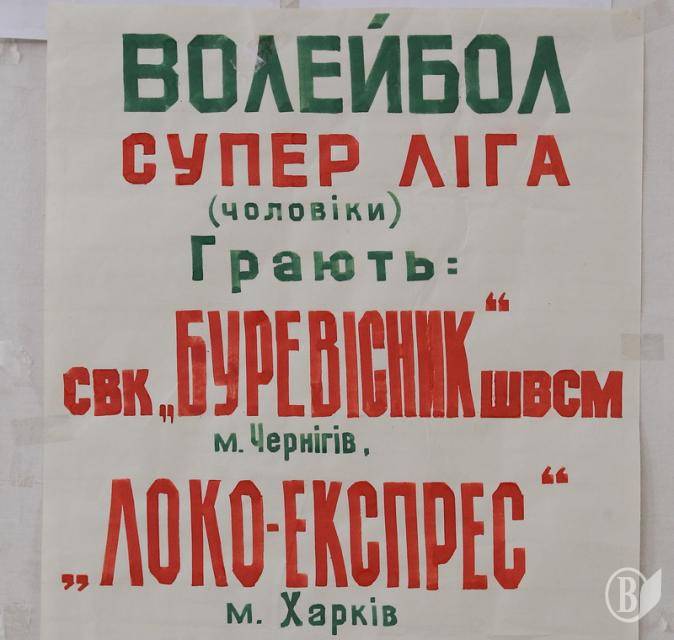 ВОЛЕЙБОЛ
СУПЕР ЛІГА
(чоловіки)
Грають:
СВК „БУРЕВІСНИК“ ШВСМ
м. Чернігів,
„ЛОКО-ЕКСПРЕС“
м. Харків
В